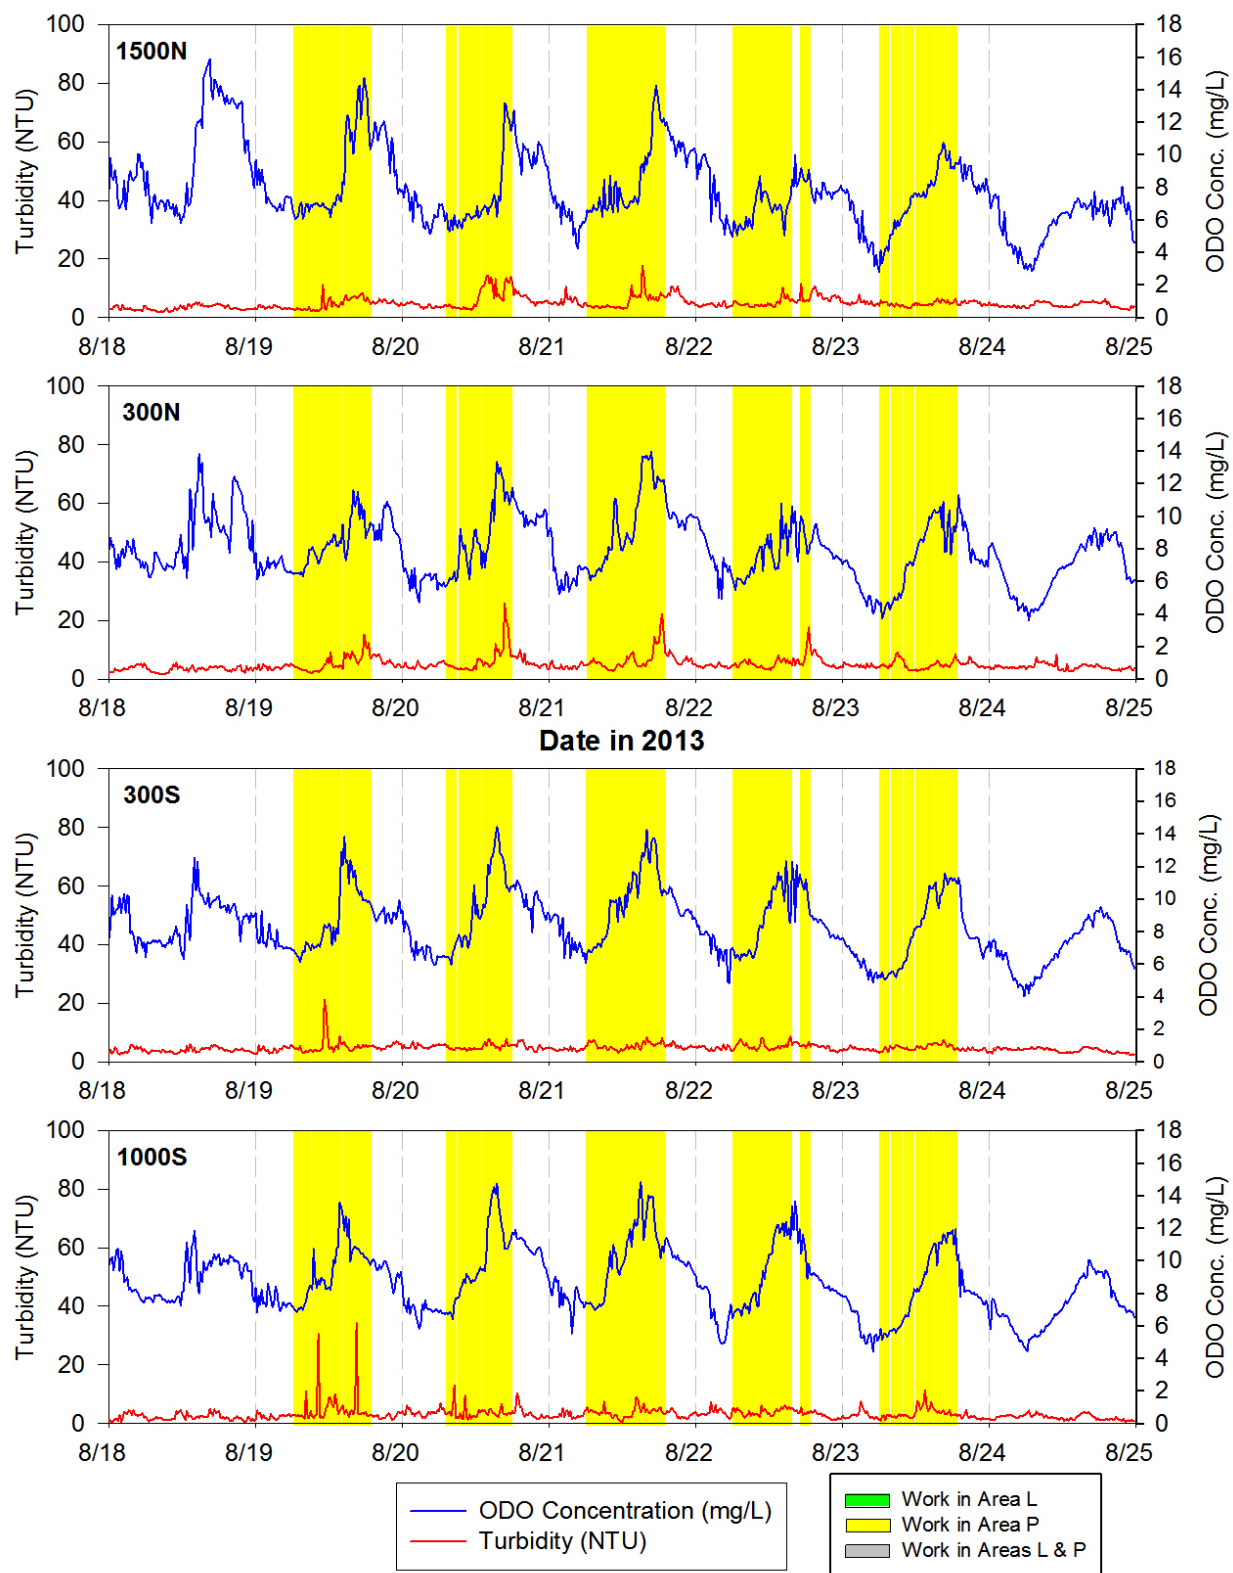 1500N
Turbidity (NTU)
100
80
60
40
20
0
18
16
14
12
10
8
6
4
2
0
ODO Conc. (mg/L)
8/18 8/19 8/20 8/21 8/22 8/23 8/24 8/25
300N
Turbidity (NTU)
100
80
60
40
20
0
18
16
14
12
10
8
6
4
2
0
ODO Conc. (mg/L)
8/18 8/19 8/20 8/21 8/22 8/23 8/24 8/25
Date in 2013
300S
Turbidity (NTU)
100
80
60
40
20
0
18
16
14
12
10
8
6
4
2
0
ODO Conc. (mg/L)
8/18 8/19 8/20 8/21 8/22 8/23 8/24 8/25
1000S
Turbidity (NTU)
100
80
60
40
20
0
18
16
14
12
10
8
6
4
2
0
ODO Conc. (mg/L)
8/18 8/19 8/20 8/21 8/22 8/23 8/24 8/25
ODO Concentration (mg/L)
Turbidity (NTU)
Work in Area L
Work in Area P
Work in Areas L & P